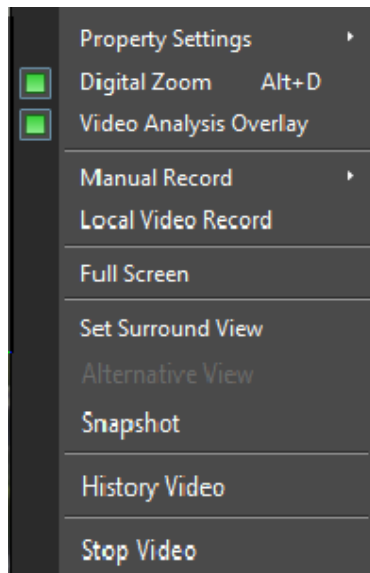 Property Settings
Digital Zoom Alt+D
Video Analysis Overlay
Manual Record
Local Video Record
Full Screen
Set Surround View
Alternative View
Snapshot
History Video
Stop Video